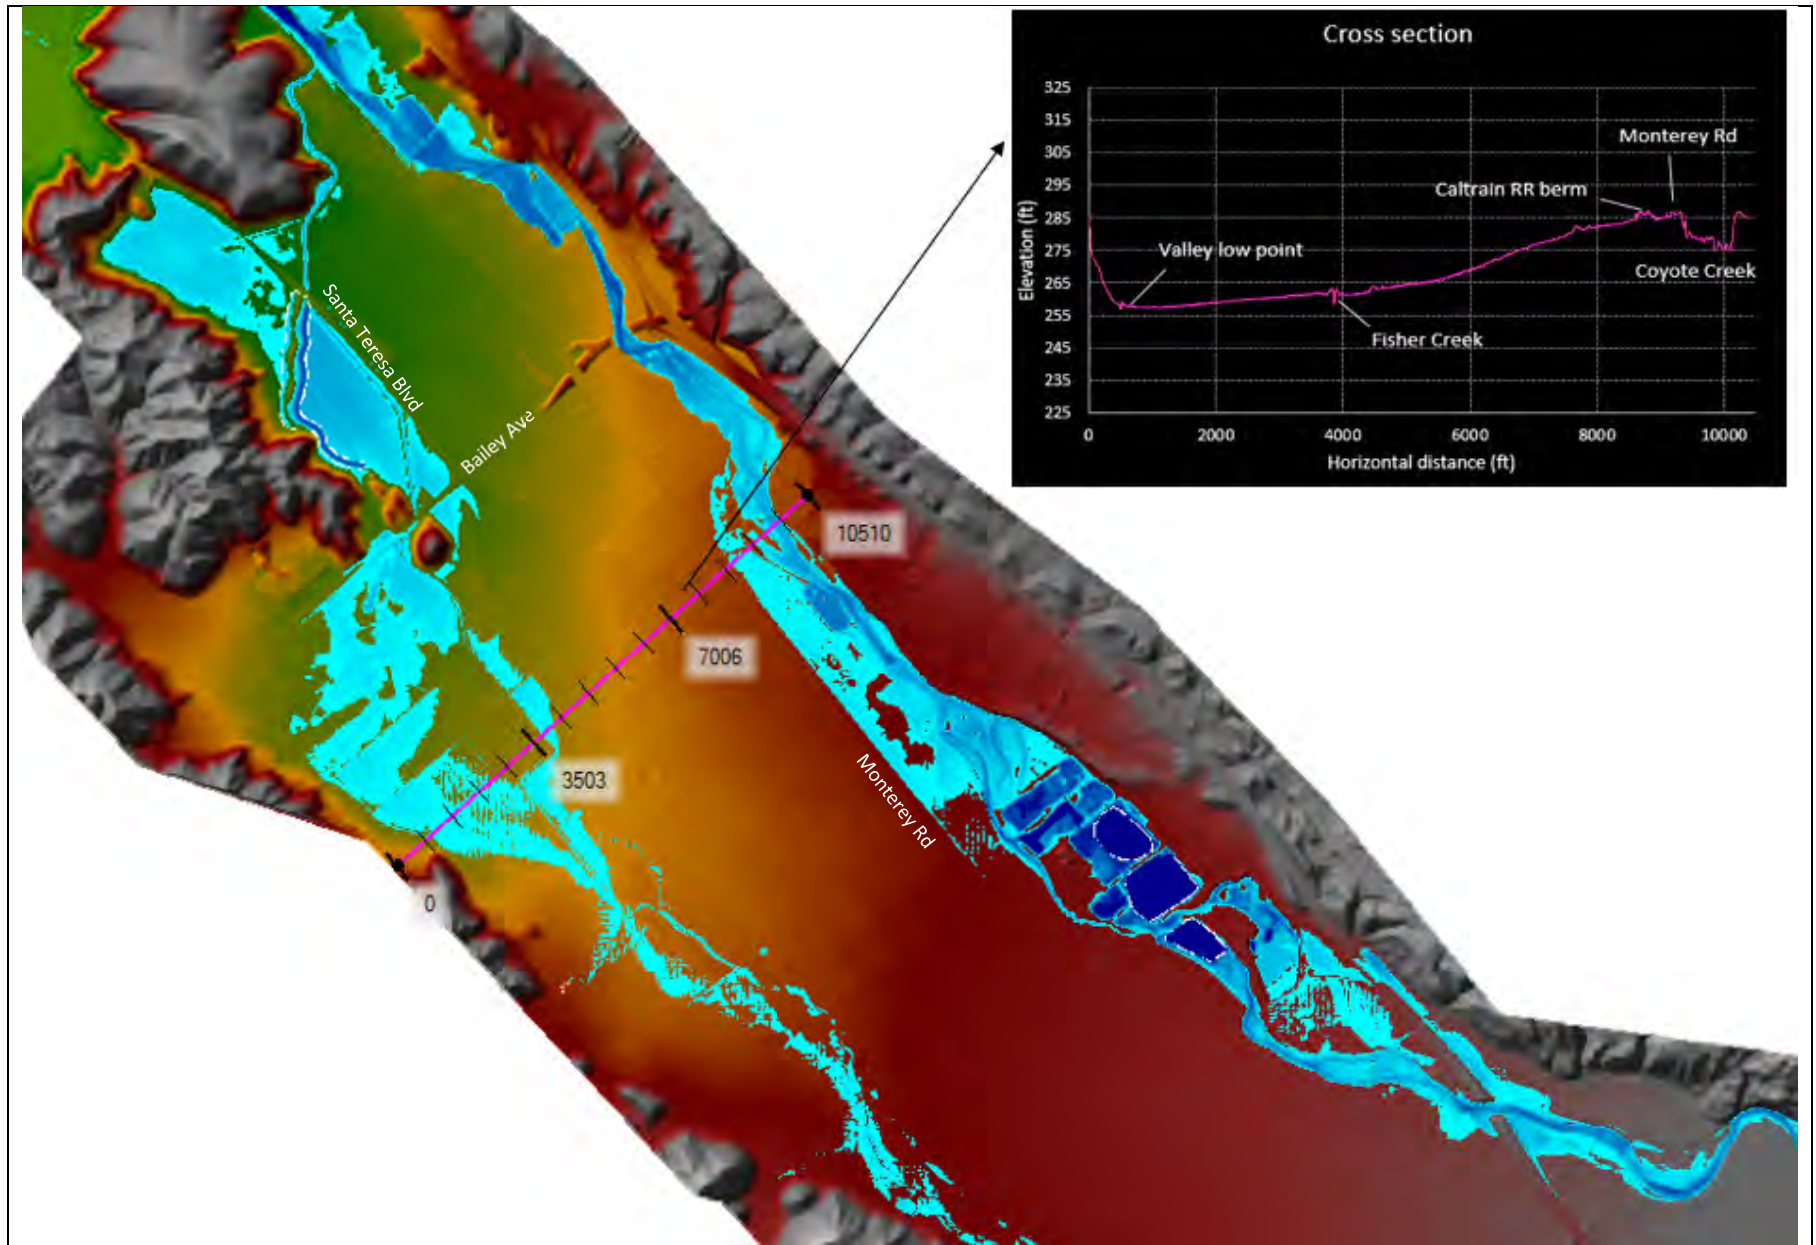 Cross section
325
315
305
295
285
275
265
255
245
235
225
Elevation (ft)
Monterey Rd
Caltrain RR berm
Valley low point
Coyote Creek
Fisher Creek
0
2000
4000
6000
8000
10000
Horizontal distance (ft)
Santa Teresa Blvd
Bailey Ave
10510
7006
3503
Monterey Rd
0